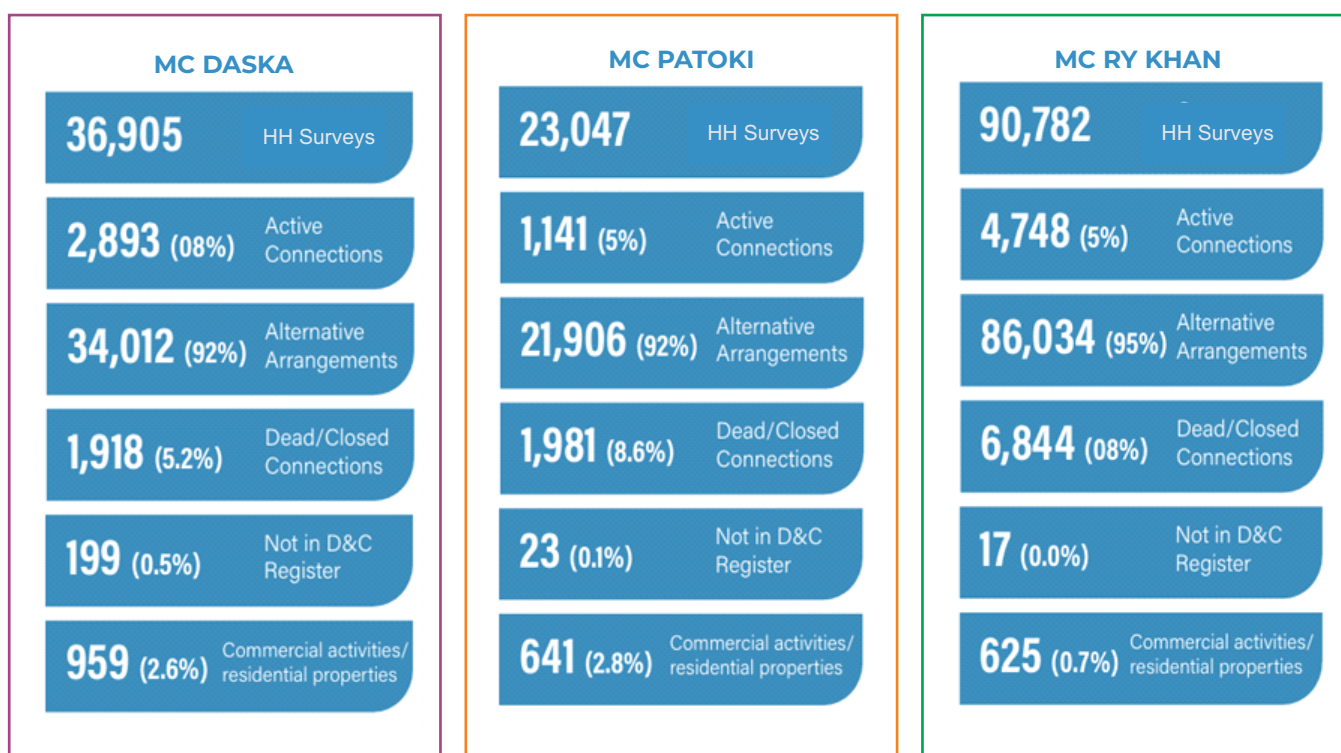 MC DASKA
36,905 HH Surveys
2,893 (08%) Active
Connections
34,012 (92%) Alternative
Arrangements
1,918 (5.2%) Dead/Closed
Connections
199 (0.5%) Not in D&C
Register
959 (2.6%) Commercial activities/
residential properties
MC PATOKI
23,047 HH Surveys
1,141 (5%) Active
Connections
21,906 (92%) Alternative
Arrangements
1,981 (8.6%) Dead/Closed
Connections
23 (0.1%) Not in D&C
Register
641 (2.8%) Commercial activities/
residential properties
MC RY KHAN
90,782 HH Surveys
4,748 (5%) Active
Connections
86,034 (95%) Alternative
Arrangements
6,844 (08%) Dead/Closed
Connections
17 (0.0%) Not in D&C
Register
625 (0.7%) Commercial activities/
residential properties